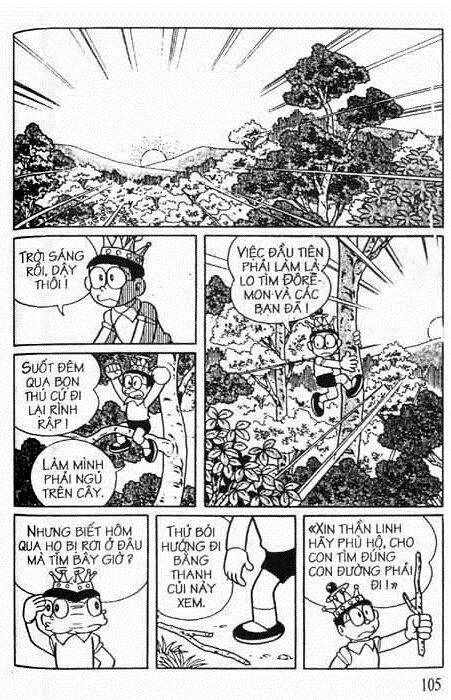 TRỜI SÁNG
RỒI, DẬY
THÔI!
VIỆC ĐẦU TIÊN
PHẢI LÀM LÀ
LO TÌM ĐÔRÊ-
MON VÀ CÁC
BẠN ĐÃ!
SUỐT ĐÊM
QUA BỌN
THÚ CỨ ĐI
LẠI RÌNH
RẬP!
LÀM MÌNH
PHẢI NGỦ
TRÊN CÂY.
NHƯNG BIẾT HÔM
QUA HỌ BỊ RƠI Ở ĐÂU
MÀ TÌM BÂY GIỜ?
THỬ BÓI
HƯỚNG ĐI
BẰNG
THANH
CỦI NÀY
XEM.
«XIN THẦN LINH
HÃY PHÙ HỘ, CHO
CON TÌM ĐÚNG
CON ĐƯỜNG PHẢI
ĐI!»
105